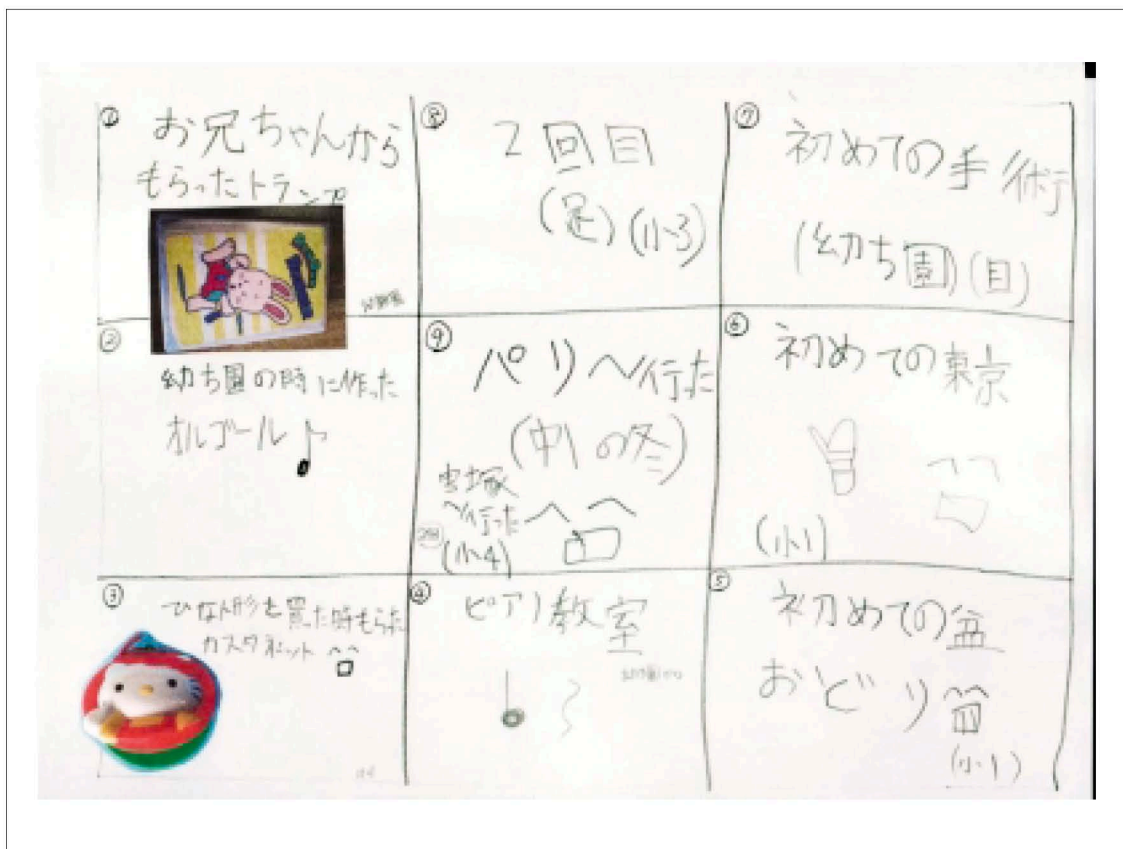 ① お兄ちゃんから
もらったトランプ
幼稚園
② 幼ち園の時に作った
オルゴール♪
③ ひな人形を買た時もらた
カスタネット
④ ピアノ教室
⑤ 初めての盆
おどり
(小1)
⑥ 初めての東京
(小1)
⑦ 初めての手術
(幼ち園)(目)
⑧ 2回目
(足)(小3)
⑨ パリへ行った
(中1の冬)
宝塚
へ行った
(小4)